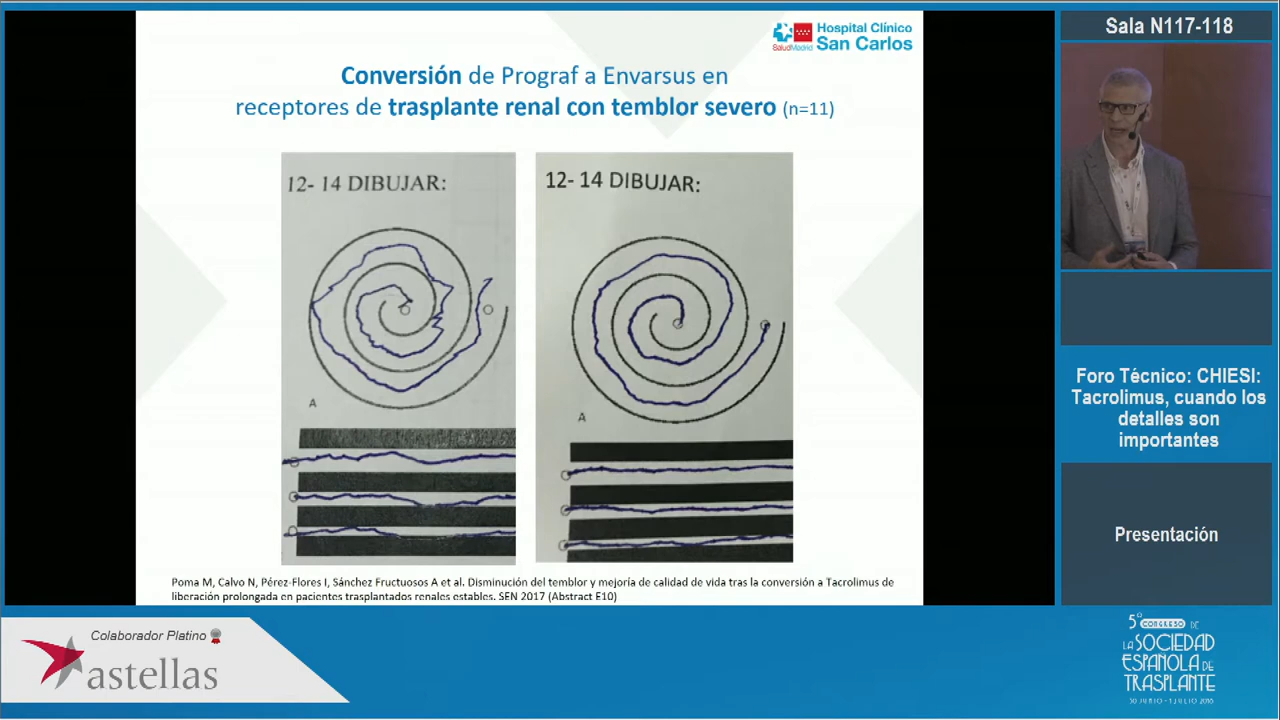 Hospital Clínico
San Carlos
SaludMadrid
Conversión de Prograf a Envarsus en
receptores de trasplante renal con temblor severo (n=11)
12- 14 DIBUJAR:
A
12- 14 DIBUJAR:
A
Poma M, Calvo N, Pérez-Flores I, Sánchez Fructuosos A et al. Disminución del temblor y mejoría de calidad de vida tras la conversión a Tacrolimus de
liberación prolongada en pacientes trasplantados renales estables. SEN 2017 (Abstract E10)
Sala N117-118
Foro Técnico: CHIESI:
Tacrolimus, cuando los
detalles son
importantes
Presentación
Colaborador Platino
astellas
5º CONGRESO DE
LA SOCIEDAD
ESPAÑOLA DE
TRASPLANTE